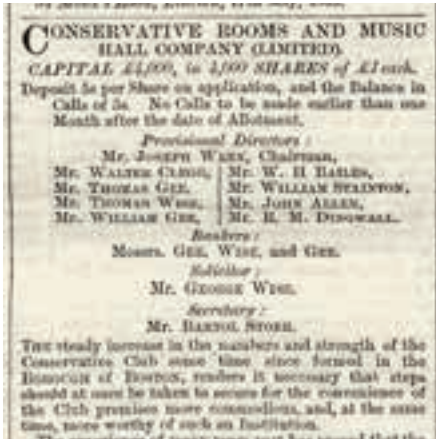 CONSERVATIVE ROOMS AND MUSIC
HALL COMPANY (LIMITED).
CAPITAL £4,000, in 4,000 SHARES of £1 each.
Deposit 5s per Share on application, and the Balance in
Calls of 5s. No Calls to be made earlier than one
Month after the date of Allotment.
Provisional Directors:
Mr. JOSEPH WREN, Chairman,
Mr. WALTER CLEGG, Mr. W. H. BAILES,
Mr. THOMAS GEE, Mr. WILLIAM STAINTON,
Mr. THOMAS WISE, Mr. JOHN ALLEN,
Mr. WILLIAM GEE, Mr. R. M. DINGWALL.
Bankers:
Messrs. GEE, WISE, and GEE.
Solicitor:
Mr. GEORGE WISE.
Secretary:
Mr. BARTOL STORR.
THE steady increase in the numbers and strength of the
Conservative Club some time since formed in the
BOROUGH OF BOSTON, renders it necessary that steps
should at once be taken to secure for the convenience of
the Club premises more commodious, and, at the same
time, more worthy of such an Institution.